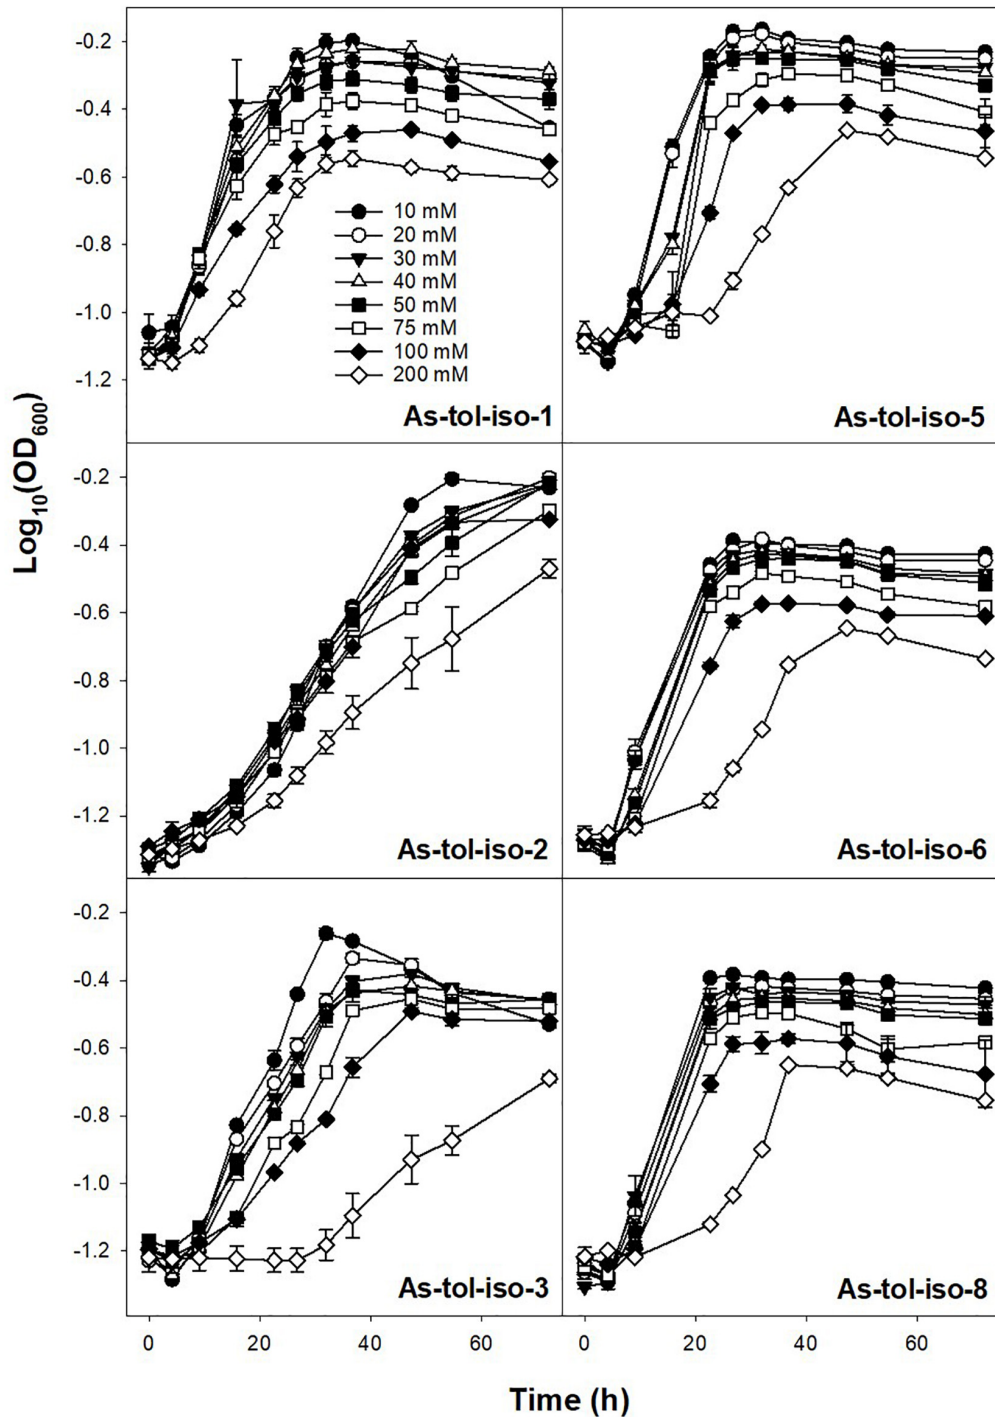 -0.2
-0.4
-0.6
-0.8
-1.0
-1.2
10 mM
20 mM
30 mM
40 mM
50 mM
75 mM
100 mM
200 mM
As-tol-iso-1
As-tol-iso-5
Log10(OD600)
-0.2
-0.4
-0.6
-0.8
-1.0
-1.2
As-tol-iso-2
As-tol-iso-6
-0.2
-0.4
-0.6
-0.8
-1.0
-1.2
As-tol-iso-3
As-tol-iso-8
0 20 40 60 0 20 40 60
Time (h)